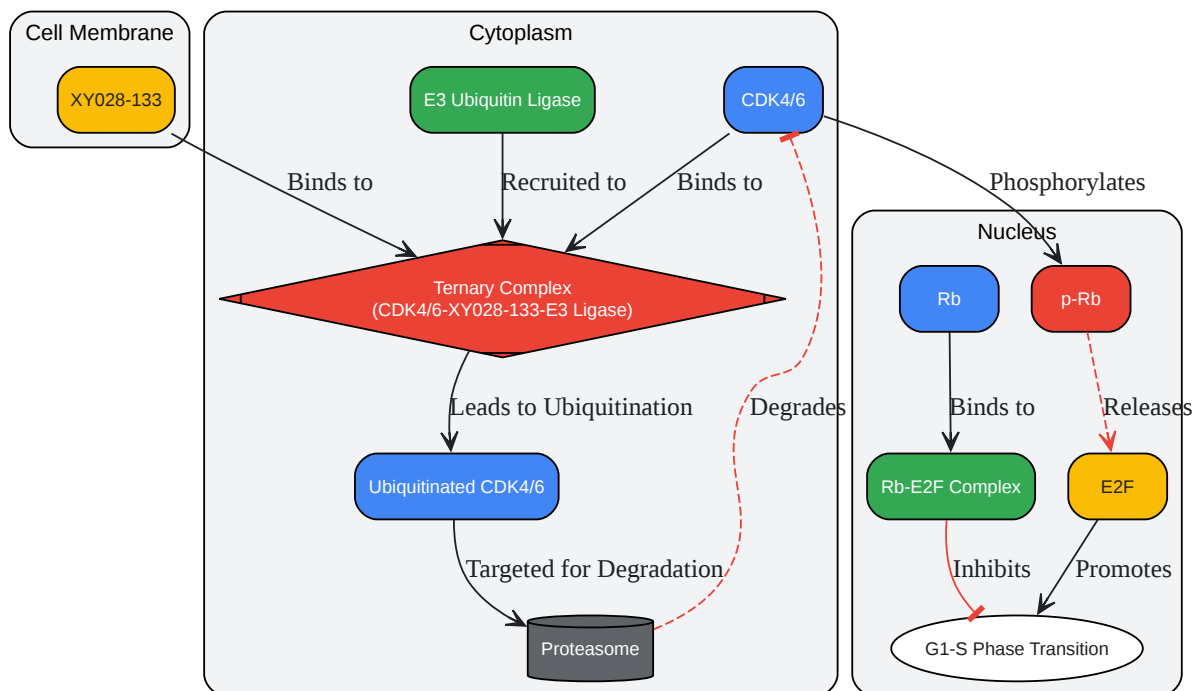 Cell Membrane
Cytoplasm
XY028-133
E3 Ubiquitin Ligase
CDK4/6
Binds to
Recruited to
Binds to
Phosphorylates
Nucleus
Ternary Complex
(CDK4/6-XY028-133-E3 Ligase)
Rb
p-Rb
Leads to Ubiquitination
Degrades
Binds to
Releases
Ubiquitinated CDK4/6
Rb-E2F Complex
E2F
Targeted for Degradation
Inhibits
Promotes
Proteasome
G1-S Phase Transition